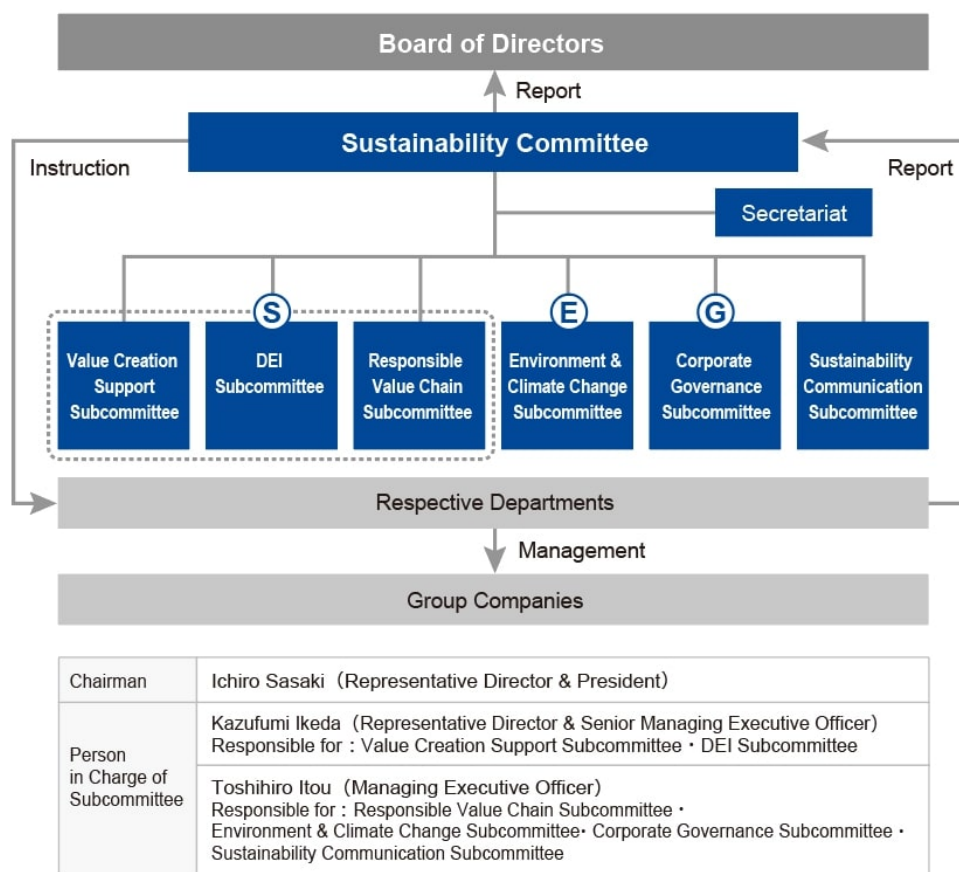 Board of Directors
Report
Sustainability Committee
Instruction
Report
Secretariat
S
E
G
Value Creation
Support
Subcommittee
DEI
Subcommittee
Responsible
Value Chain
Subcommittee
Environment &
Climate Change
Subcommittee
Corporate
Governance
Subcommittee
Sustainability
Communication
Subcommittee
Respective Departments
Management
Group Companies
Chairman
Ichiro Sasaki（Representative Director & President）
Person
in Charge of
Subcommittee
Kazufumi Ikeda（Representative Director & Senior Managing Executive Officer）
Responsible for：Value Creation Support Subcommittee・DEI Subcommittee
Toshihiro Itou（Managing Executive Officer）
Responsible for：Responsible Value Chain Subcommittee・
Environment & Climate Change Subcommittee・Corporate Governance Subcommittee・
Sustainability Communication Subcommittee